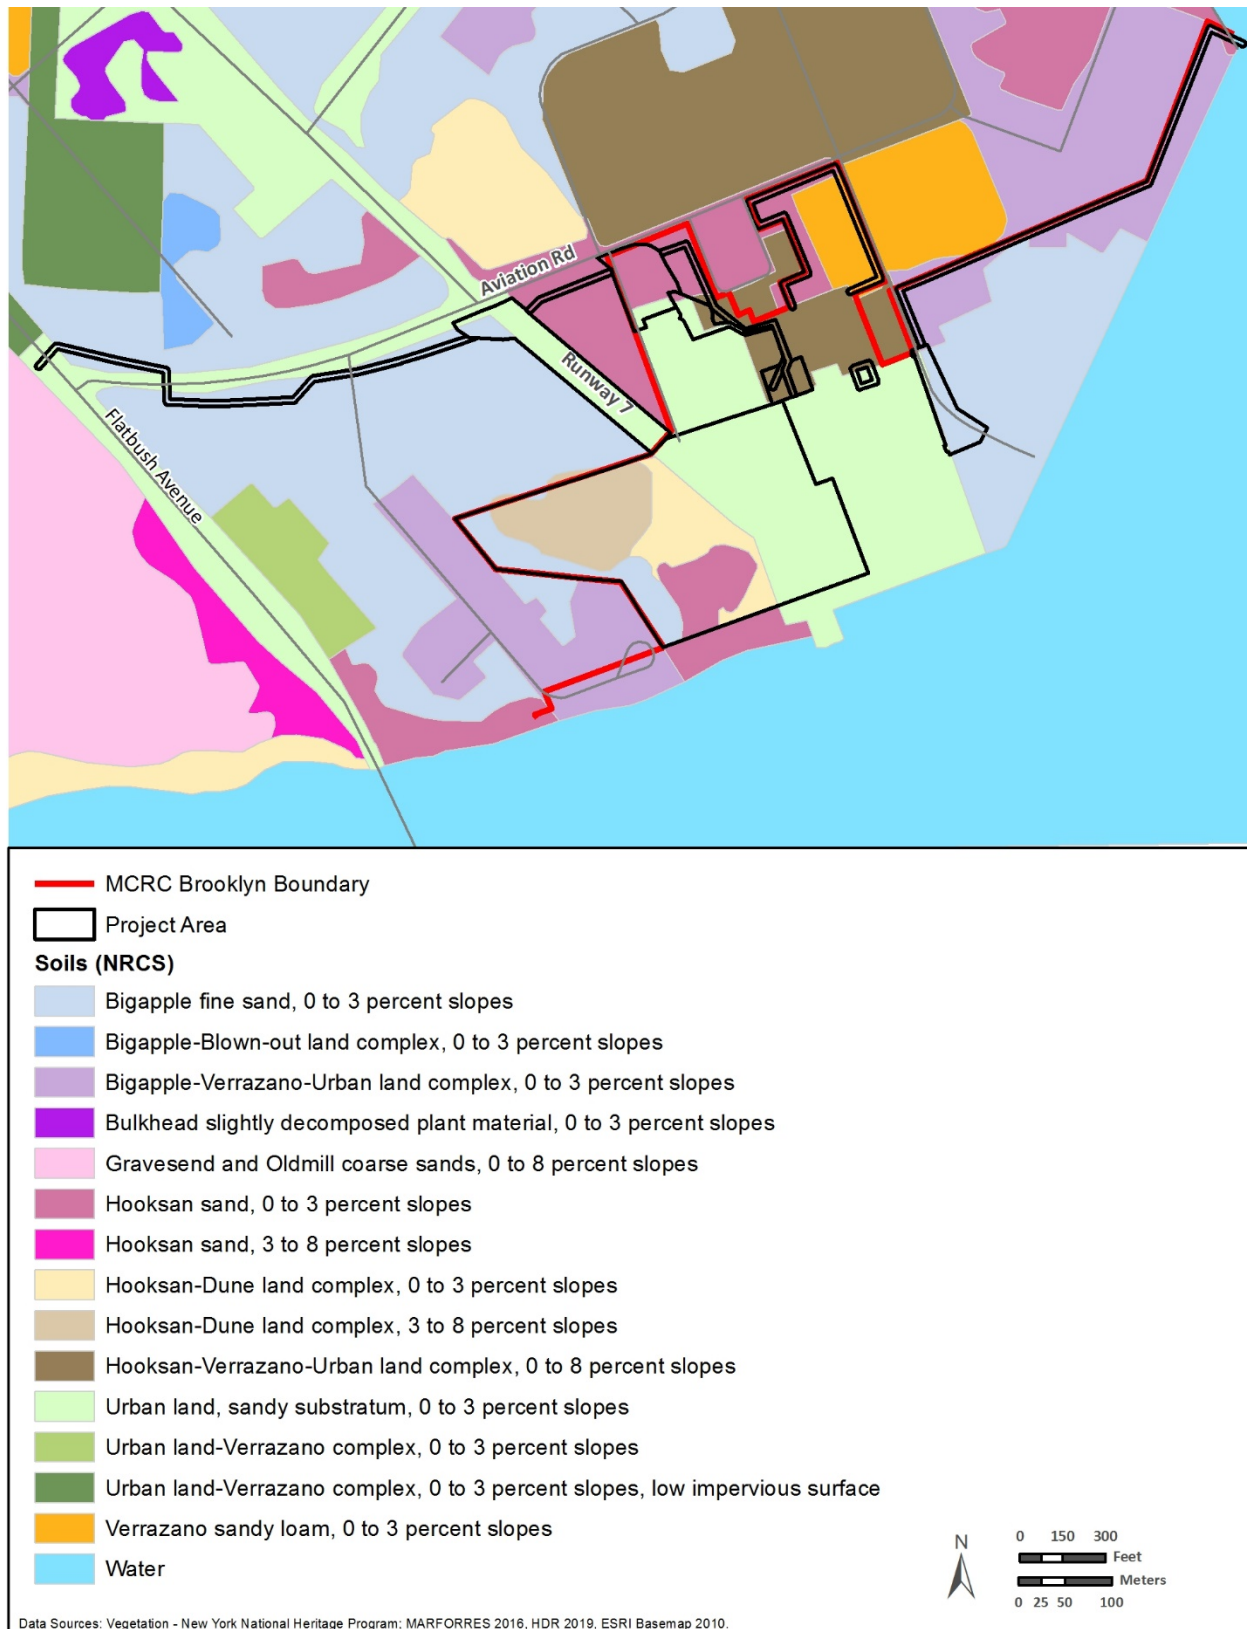 Aviation Rd
Runway 7
Flatbush Avenue
MCRC Brooklyn Boundary
Project Area
Soils (NRCS)
Bigapple fine sand, 0 to 3 percent slopes
Bigapple-Blown-out land complex, 0 to 3 percent slopes
Bigapple-Verrazano-Urban land complex, 0 to 3 percent slopes
Bulkhead slightly decomposed plant material, 0 to 3 percent slopes
Gravesend and Oldmill coarse sands, 0 to 8 percent slopes
Hooksan sand, 0 to 3 percent slopes
Hooksan sand, 3 to 8 percent slopes
Hooksan-Dune land complex, 0 to 3 percent slopes
Hooksan-Dune land complex, 3 to 8 percent slopes
Hooksan-Verrazano-Urban land complex, 0 to 8 percent slopes
Urban land, sandy substratum, 0 to 3 percent slopes
Urban land-Verrazano complex, 0 to 3 percent slopes
Urban land-Verrazano complex, 0 to 3 percent slopes, low impervious surface
Verrazano sandy loam, 0 to 3 percent slopes
Water
N
0 150 300
Feet
Meters
0 25 50 100
Data Sources: Vegetation - New York National Heritage Program; MARFORRES 2016, HDR 2019, ESRI Basemap 2010.